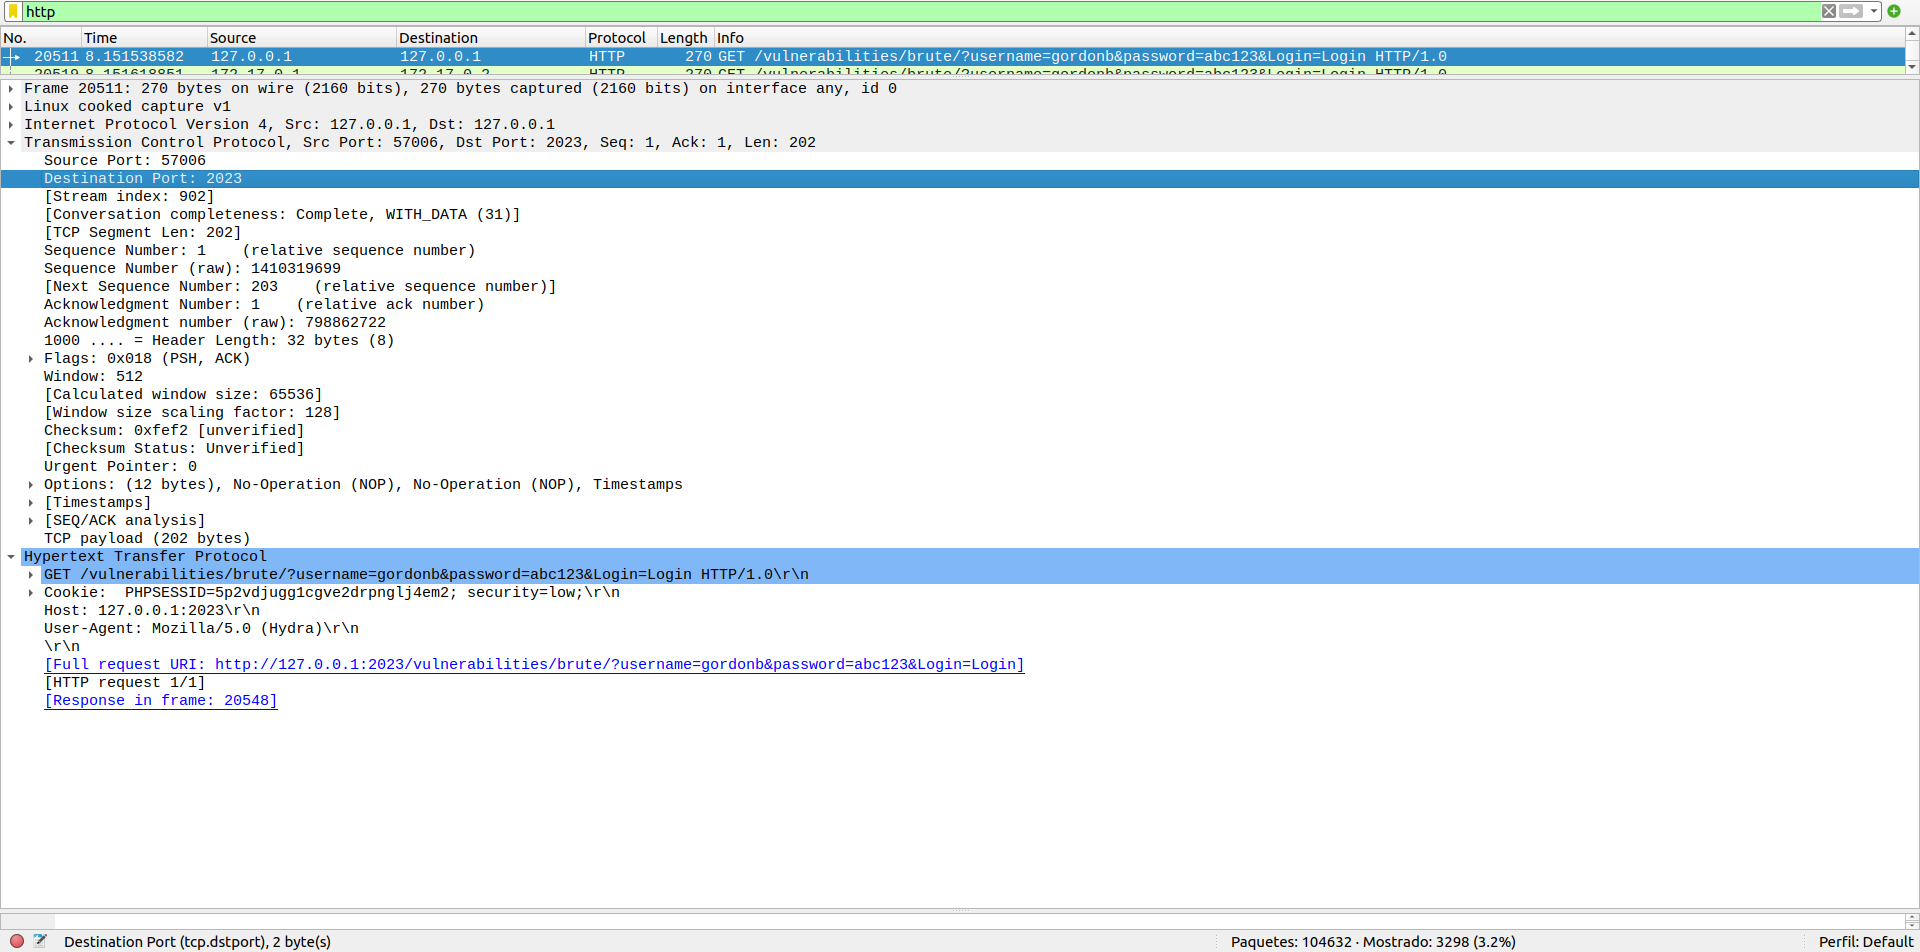 http
No. Time Source Destination Protocol Length Info
20511 8.151538582 127.0.0.1 127.0.0.1 HTTP 270 GET /vulnerabilities/brute/?username=gordonb&password=abc123&Login=Login HTTP/1.0
20519 8.151618851 172.17.0.1 172.17.0.2 HTTP 270 GET /vulnerabilities/brute/?username=gordonb&password=abc123&Login=Login HTTP/1.0
Frame 20511: 270 bytes on wire (2160 bits), 270 bytes captured (2160 bits) on interface any, id 0
Linux cooked capture v1
Internet Protocol Version 4, Src: 127.0.0.1, Dst: 127.0.0.1
Transmission Control Protocol, Src Port: 57006, Dst Port: 2023, Seq: 1, Ack: 1, Len: 202
Source Port: 57006
Destination Port: 2023
[Stream index: 902]
[Conversation completeness: Complete, WITH_DATA (31)]
[TCP Segment Len: 202]
Sequence Number: 1    (relative sequence number)
Sequence Number (raw): 1410319699
[Next Sequence Number: 203    (relative sequence number)]
Acknowledgment Number: 1    (relative ack number)
Acknowledgment number (raw): 798862722
1000 .... = Header Length: 32 bytes (8)
Flags: 0x018 (PSH, ACK)
Window: 512
[Calculated window size: 65536]
[Window size scaling factor: 128]
Checksum: 0xfef2 [unverified]
[Checksum Status: Unverified]
Urgent Pointer: 0
Options: (12 bytes), No-Operation (NOP), No-Operation (NOP), Timestamps
[Timestamps]
[SEQ/ACK analysis]
TCP payload (202 bytes)
Hypertext Transfer Protocol
GET /vulnerabilities/brute/?username=gordonb&password=abc123&Login=Login HTTP/1.0\r\n
Cookie:  PHPSESSID=5p2vdjugg1cgve2drpnglj4em2; security=low;\r\n
Host: 127.0.0.1:2023\r\n
User-Agent: Mozilla/5.0 (Hydra)\r\n
\r\n
[Full request URI: http://127.0.0.1:2023/vulnerabilities/brute/?username=gordonb&password=abc123&Login=Login]
[HTTP request 1/1]
[Response in frame: 20548]
Destination Port (tcp.dstport), 2 byte(s) Paquetes: 104632 · Mostrado: 3298 (3.2%) Perfil: Default